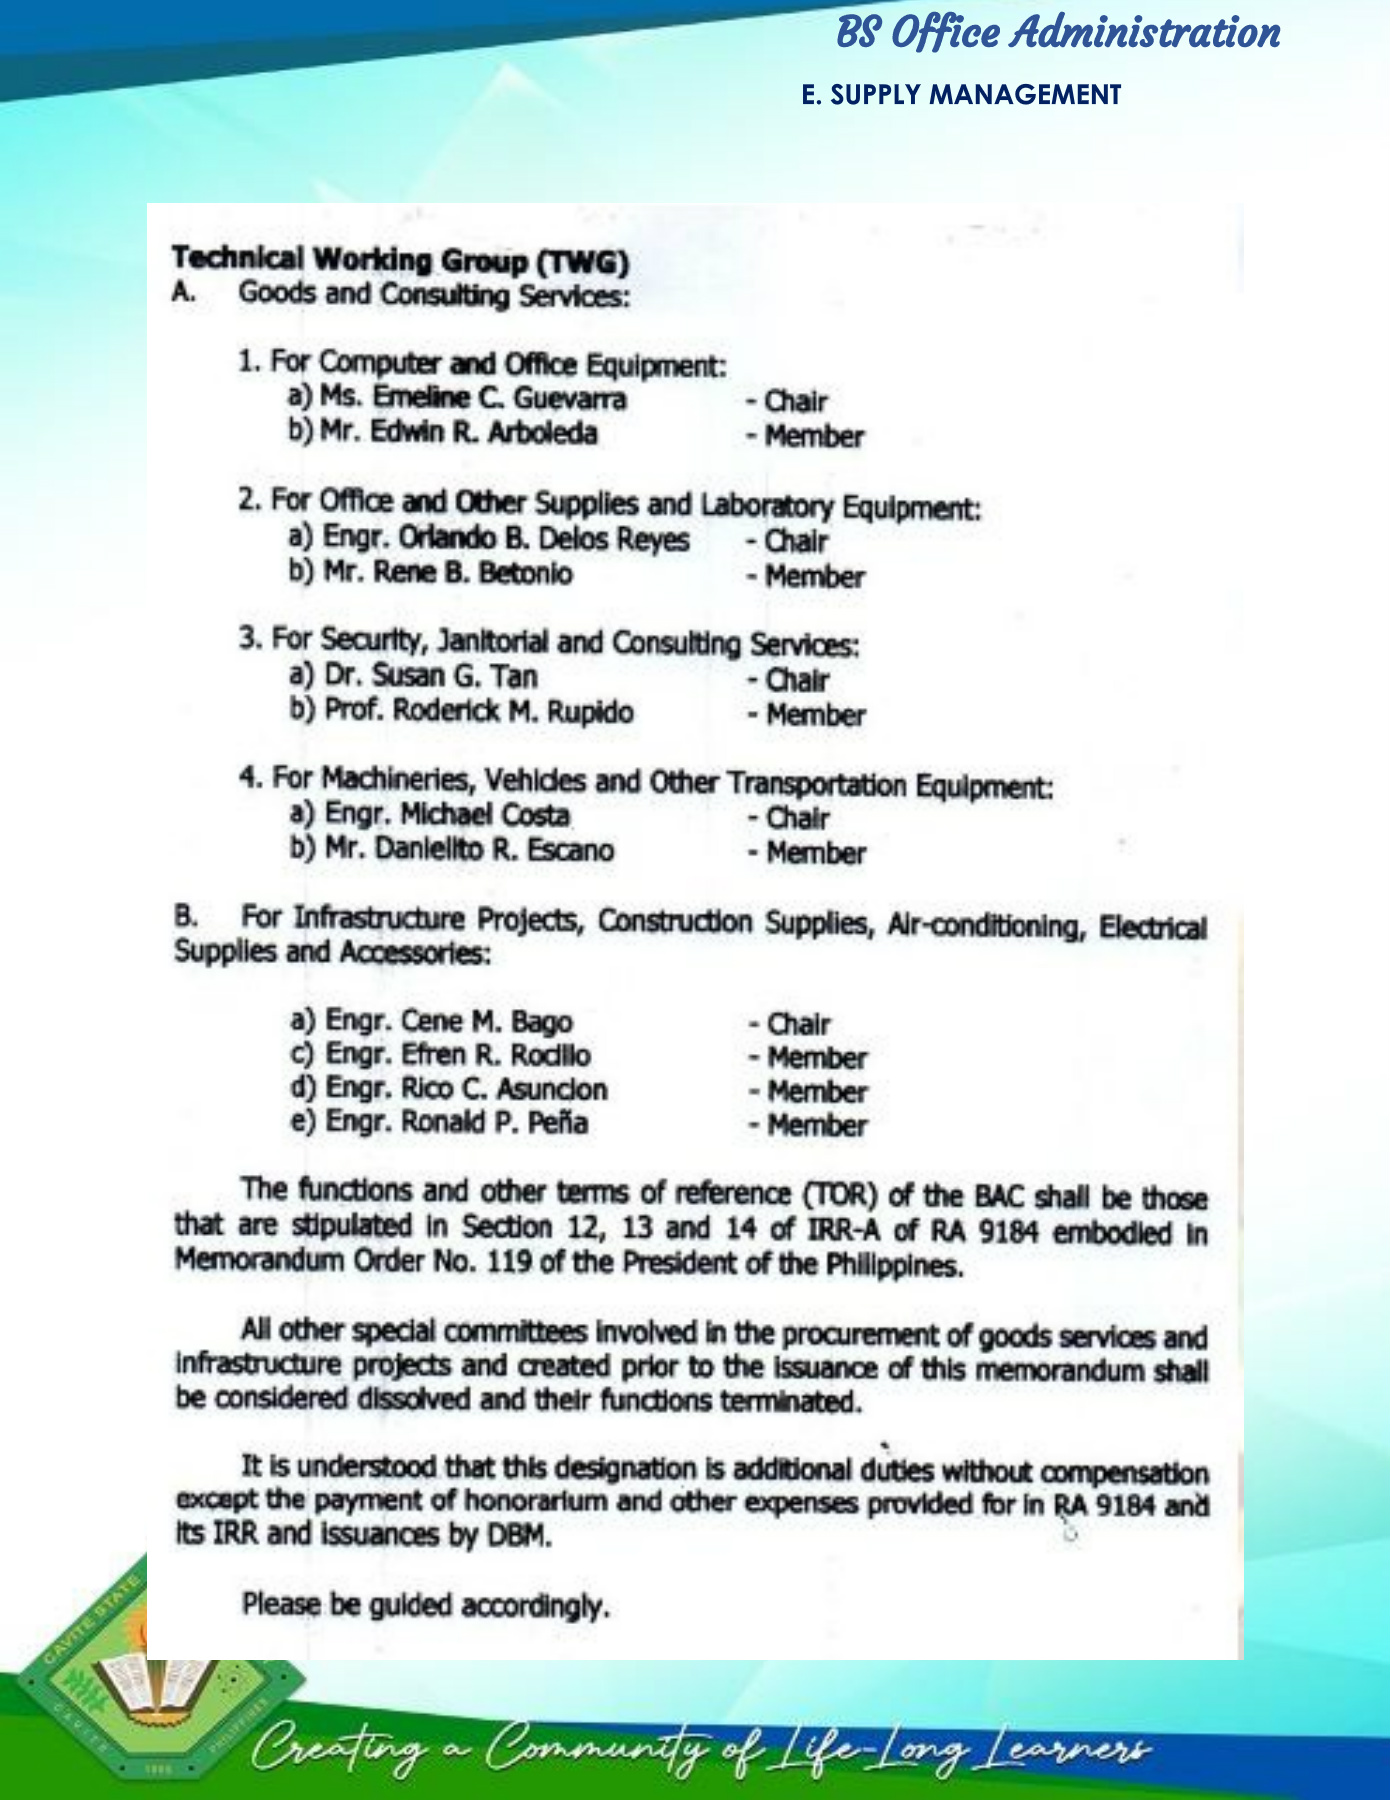 BS Office Administration
E. SUPPLY MANAGEMENT
Technical Working Group (TWG)
A. Goods and Consulting Services:
1. For Computer and Office Equipment:
a) Ms. Emeline C. Guevarra - Chair
b) Mr. Edwin R. Arboleda - Member
2. For Office and Other Supplies and Laboratory Equipment:
a) Engr. Orlando B. Delos Reyes - Chair
b) Mr. Rene B. Betonio - Member
3. For Security, Janitorial and Consulting Services:
a) Dr. Susan G. Tan - Chair
b) Prof. Roderick M. Rupido - Member
4. For Machineries, Vehicles and Other Transportation Equipment:
a) Engr. Michael Costa - Chair
b) Mr. Danielito R. Escano - Member
B. For Infrastructure Projects, Construction Supplies, Air-conditioning, Electrical
Supplies and Accessories:
a) Engr. Cene M. Bago - Chair
c) Engr. Efren R. Rocillo - Member
d) Engr. Rico C. Asuncion - Member
e) Engr. Ronald P. Peña - Member
The functions and other terms of reference (TOR) of the BAC shall be those
that are stipulated in Section 12, 13 and 14 of IRR-A of RA 9184 embodied in
Memorandum Order No. 119 of the President of the Philippines.
All other special committees involved in the procurement of goods services and
infrastructure projects and created prior to the issuance of this memorandum shall
be considered dissolved and their functions terminated.
It is understood that this designation is additional duties without compensation
except the payment of honorarium and other expenses provided for in RA 9184 and
its IRR and issuances by DBM.
Please be guided accordingly.
CAVITE STATE
CAVITE
PHILIPPINES
1906
Creating a Community of Life-Long Learners